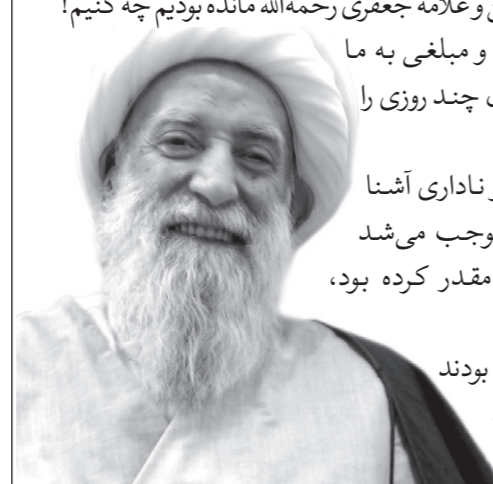 و علامه جعفری رحمه‌الله مانده بودیم چه کنیم!
و مبلغی به ما
چند روزی را
ناداری آشنا
می‌شد
مقدر کرده بود،
بودند